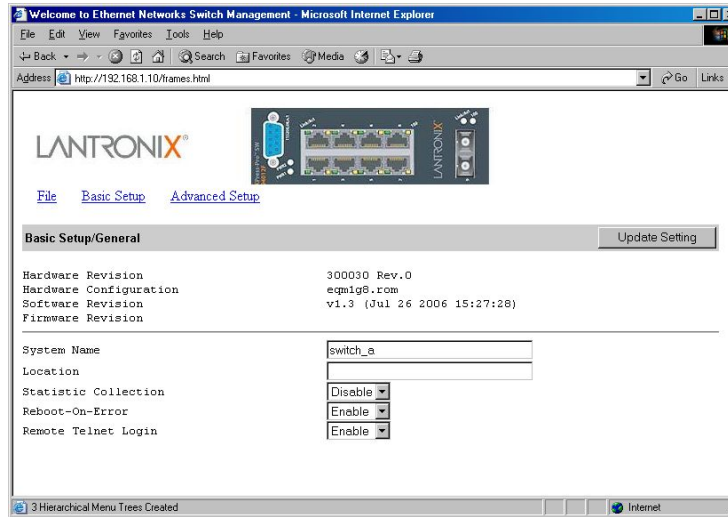 Welcome to Ethernet Networks Switch Management - Microsoft Internet Explorer
File Edit View Favorites Tools Help
Back Search Favorites Media
Address http://192.168.1.10/frames.html Go Links
LANTRONIX®
LANTRONIX
File Basic Setup Advanced Setup
Basic Setup/General Update Setting
Hardware Revision 300030 Rev.0
Hardware Configuration eqm1g8.rom
Software Revision v1.3 (Jul 26 2006 15:27:28)
Firmware Revision
System Name switch_a
Location
Statistic Collection Disable
Reboot-On-Error Enable
Remote Telnet Login Enable
3 Hierarchical Menu Trees Created Internet